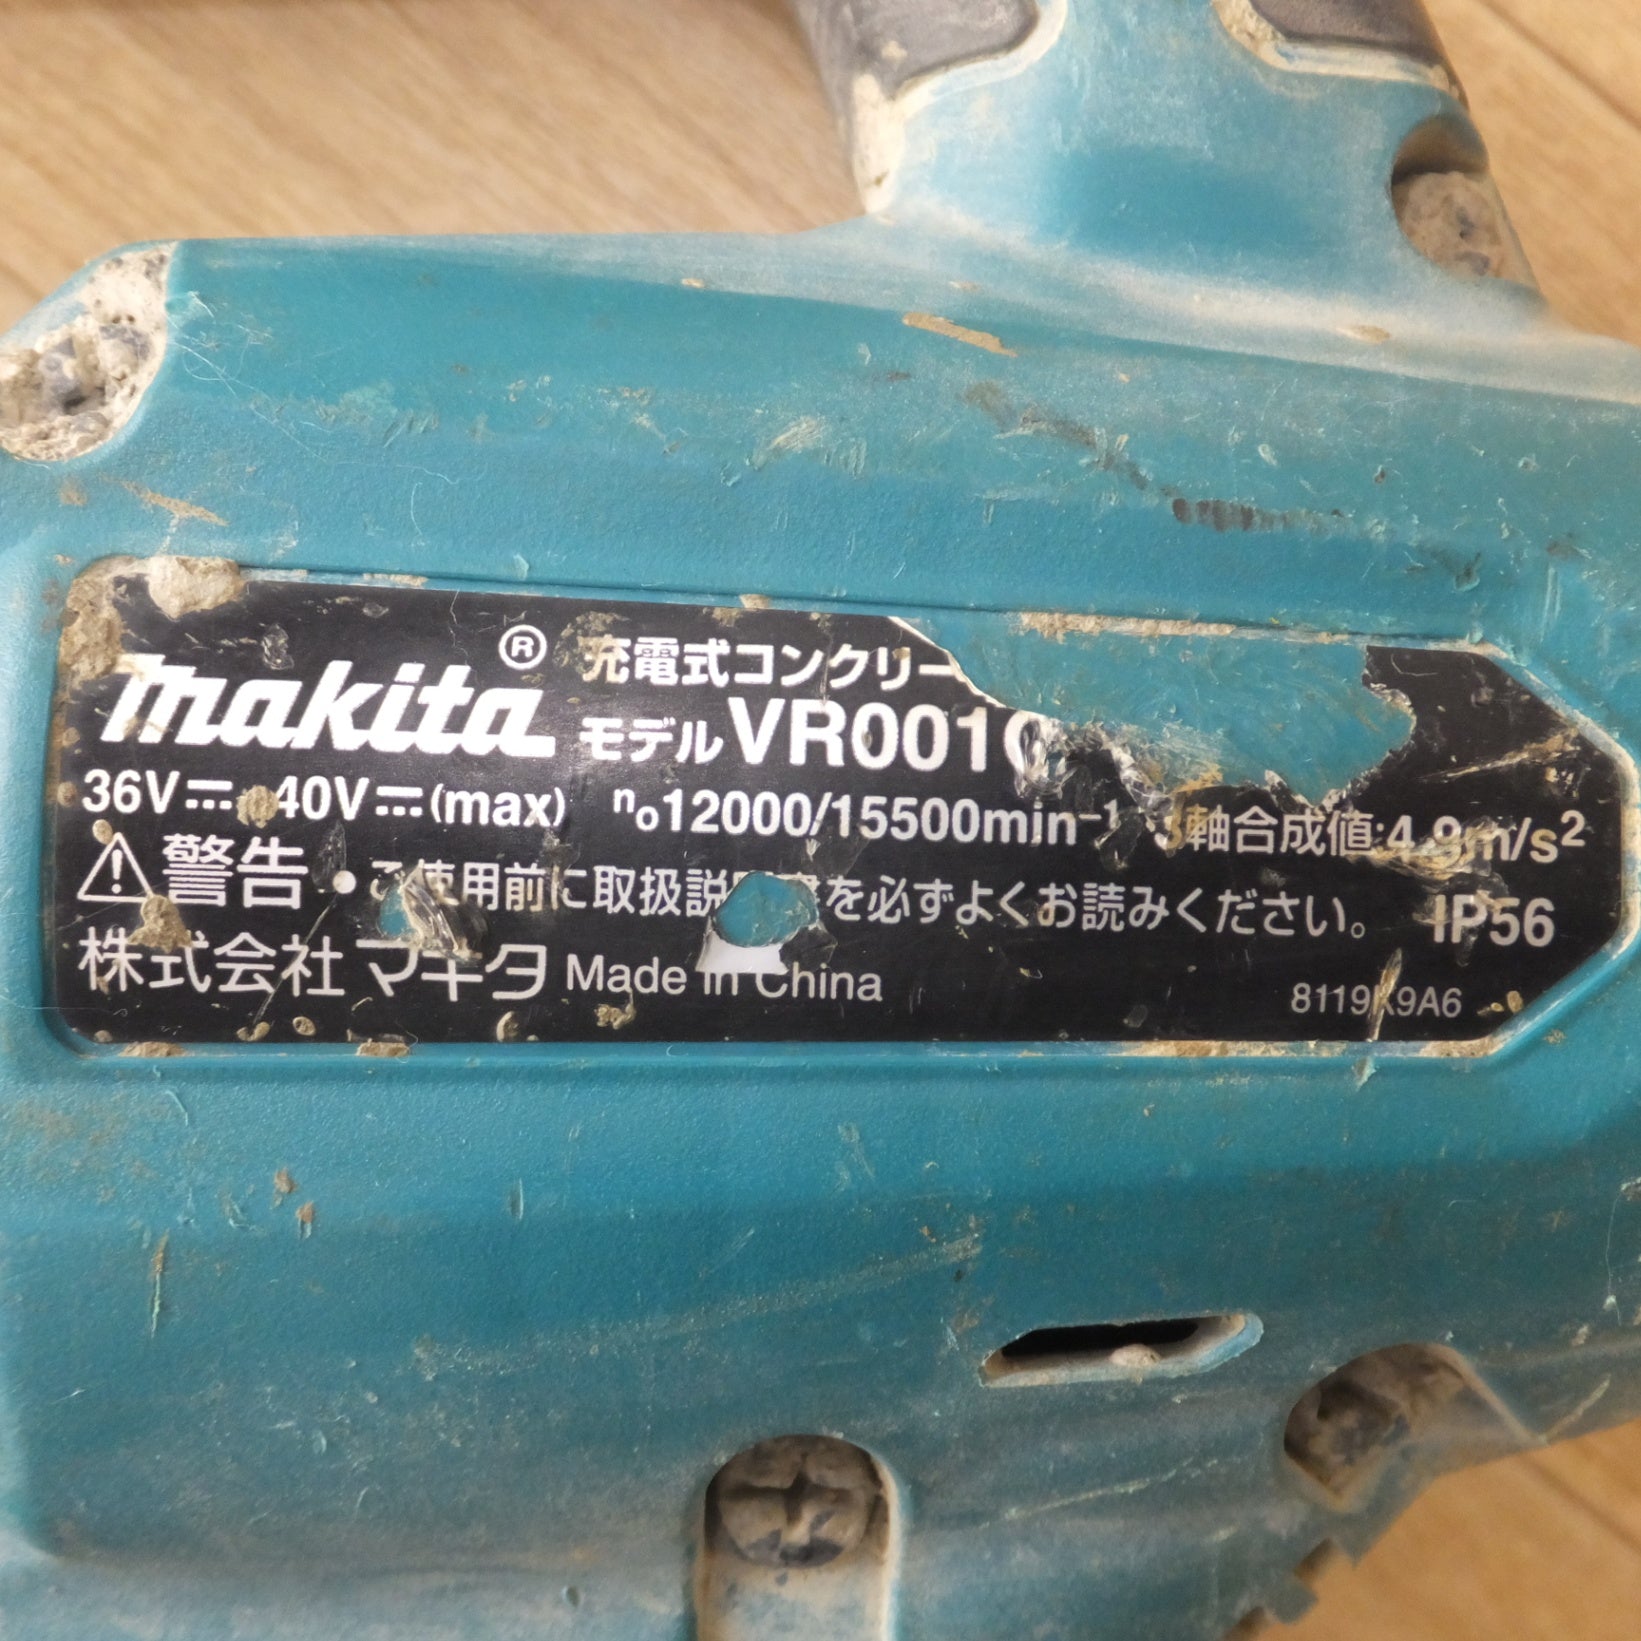 makita® 充電式コンクリー
モデル VR001G
36V⎓ 40V⎓(max) n₀12000/15500min⁻¹ 3軸合成値:4.9m/s²
⚠警告 ・ご使用前に取扱説明書を必ずよくお読みください。 IP56
株式会社マキタ Made in China 8119K9A6